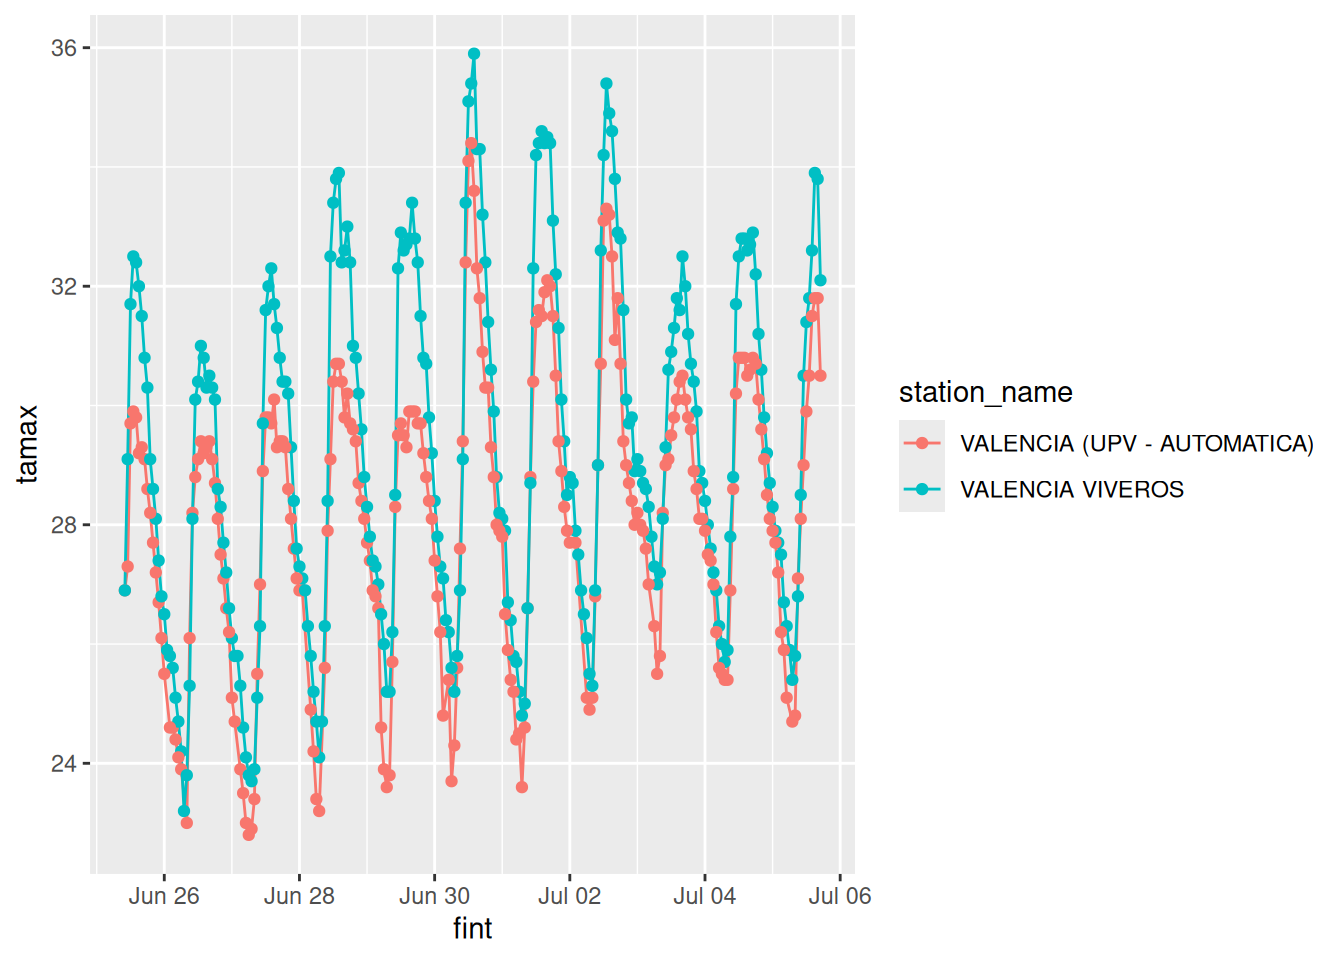 36
32
28
24
tamax
Jun 26
Jun 28
Jun 30
Jul 02
Jul 04
Jul 06
fint
station_name
VALENCIA (UPV - AUTOMATICA)
VALENCIA VIVEROS